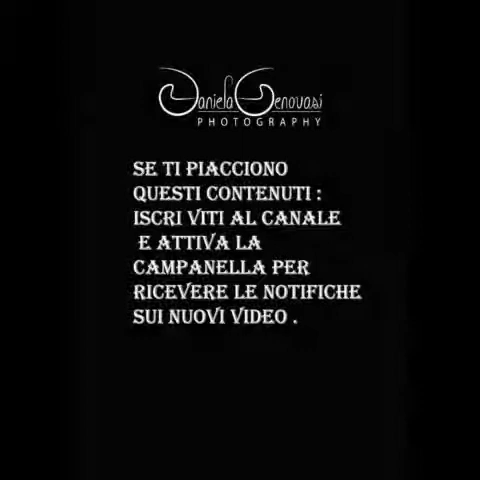 Daniela Genovasi
PHOTOGRAPHY
SE TI PIACCIONO
QUESTI CONTENUTI :
ISCRI VITI AL CANALE
E ATTIVA LA
CAMPANELLA PER
RICEVERE LE NOTIFICHE
SUI NUOVI VIDEO .